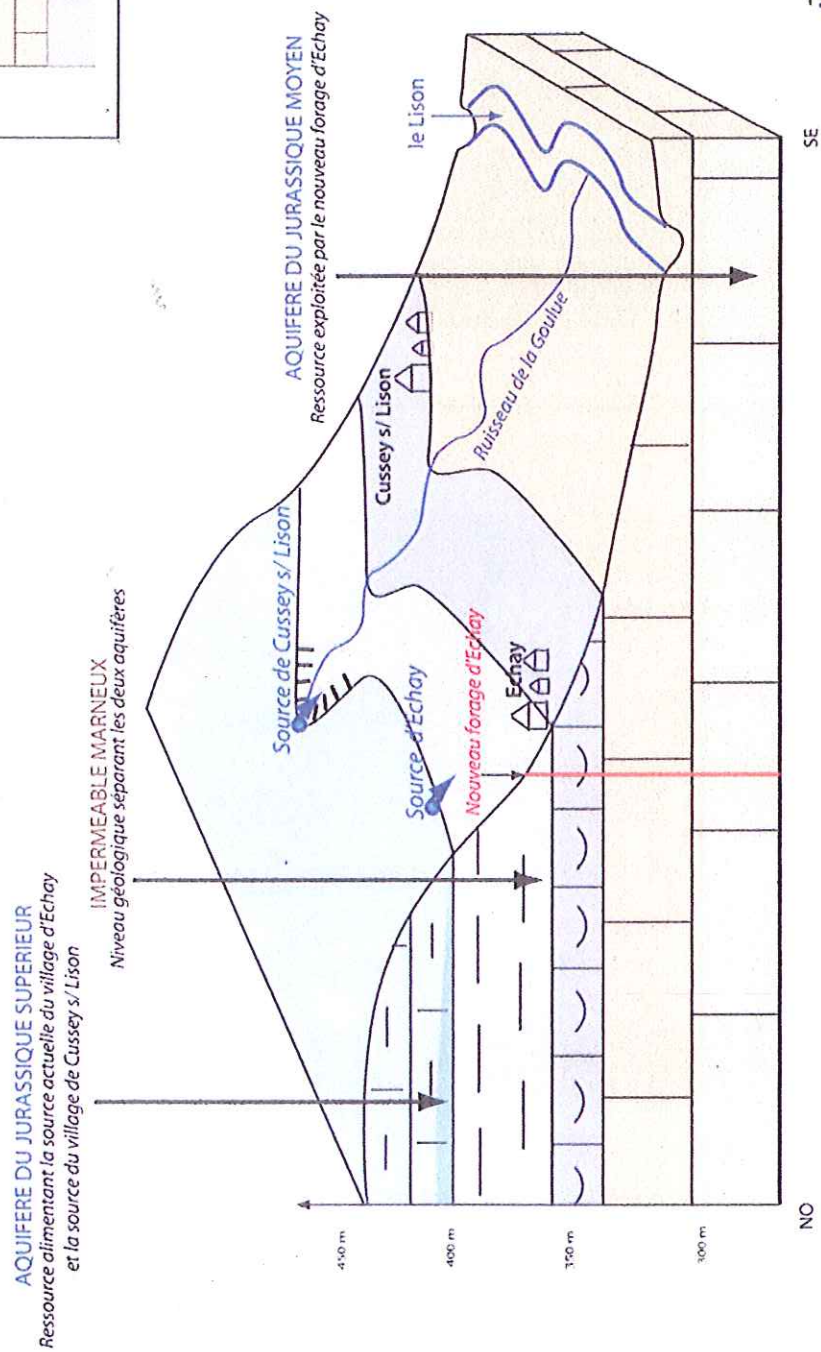 AQUIFERE DU JURASSIQUE SUPERIEUR
Ressource alimentant la source actuelle du village d'Echay
et la source du village de Cussey s/ Lison
IMPERMEABLE MARNEUX
Niveau géologique séparant les deux aquifères
AQUIFERE DU JURASSIQUE MOYEN
Ressource exploitée par le nouveau forage d'Echay
le Lison
Source de Cussey s/ Lison
Cussey s/ Lison
Source d'Echay
Ruisseau de la Goulue
Nouveau forage d'Echay
Echay
450 m
400 m
350 m
300 m
NO
SE